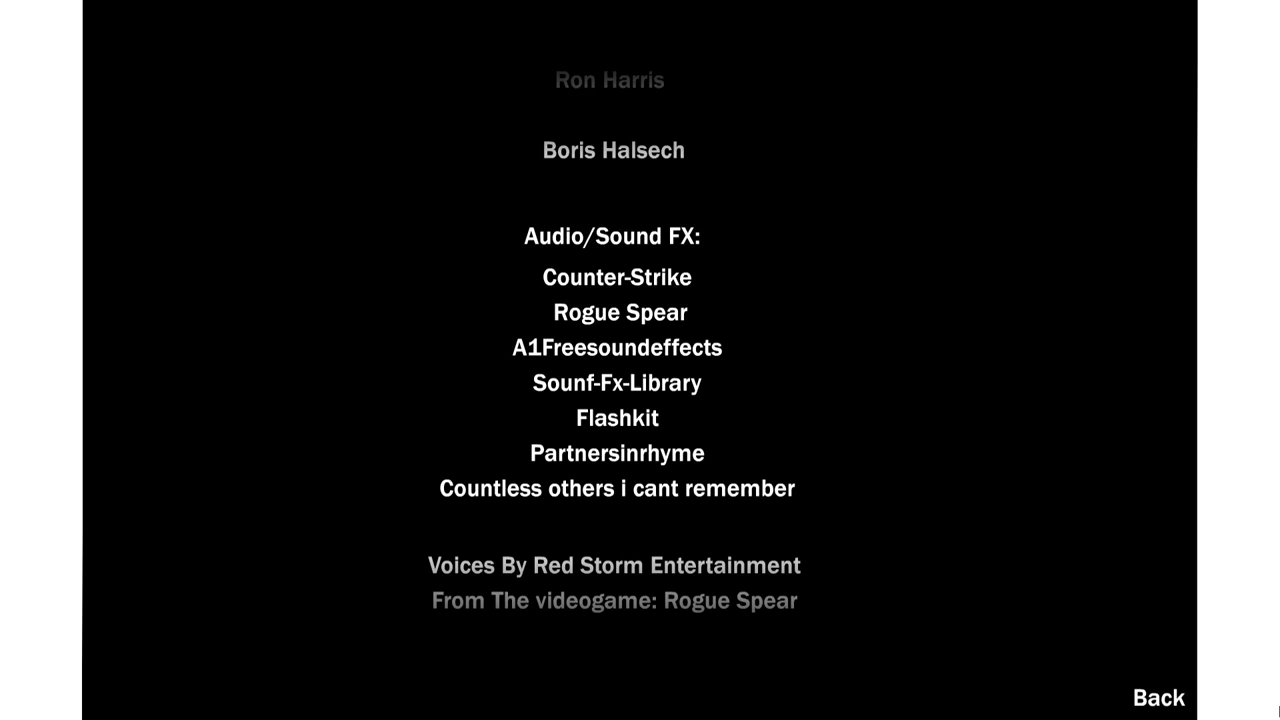 Ron Harris
Boris Halsech
Audio/Sound FX:
Counter-Strike
Rogue Spear
A1Freesoundeffects
Sounf-Fx-Library
Flashkit
Partnersinrhyme
Countless others i cant remember
Voices By Red Storm Entertainment
From The videogame: Rogue Spear
Back